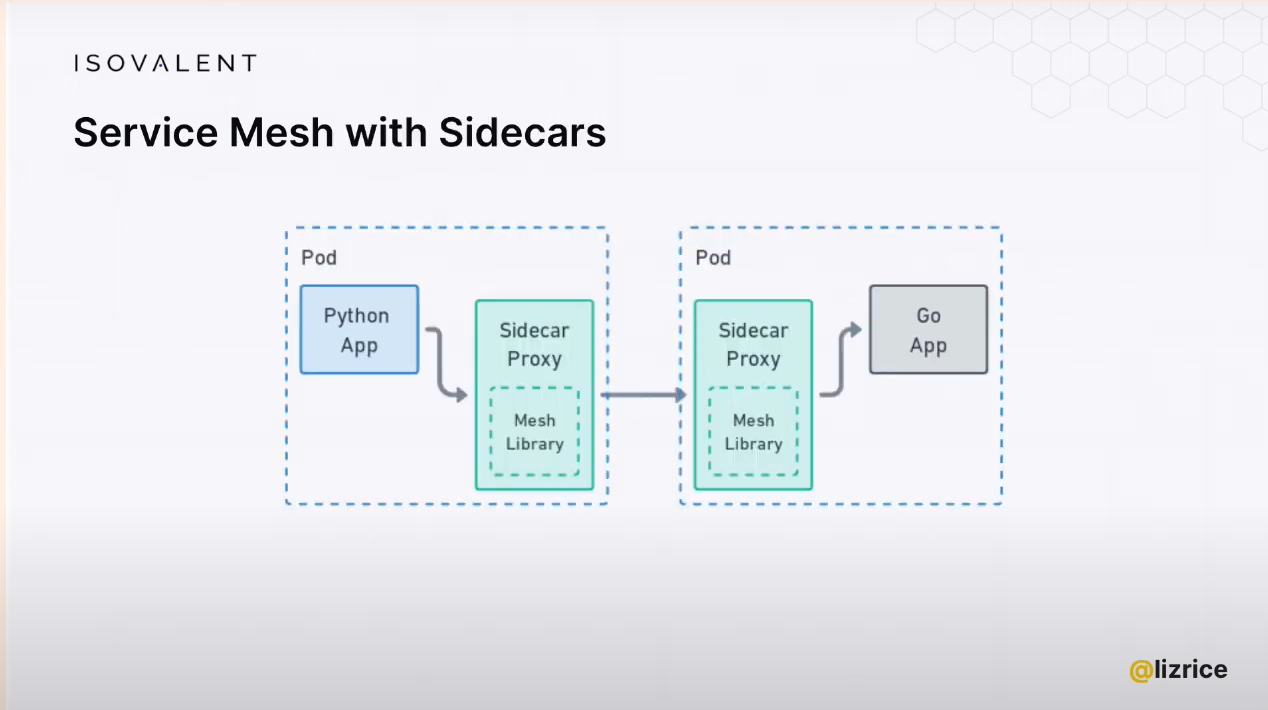 ISOVALENT
Service Mesh with Sidecars
Pod
Python
App
Sidecar
Proxy
Mesh
Library
Pod
Sidecar
Proxy
Mesh
Library
Go
App
@lizrice